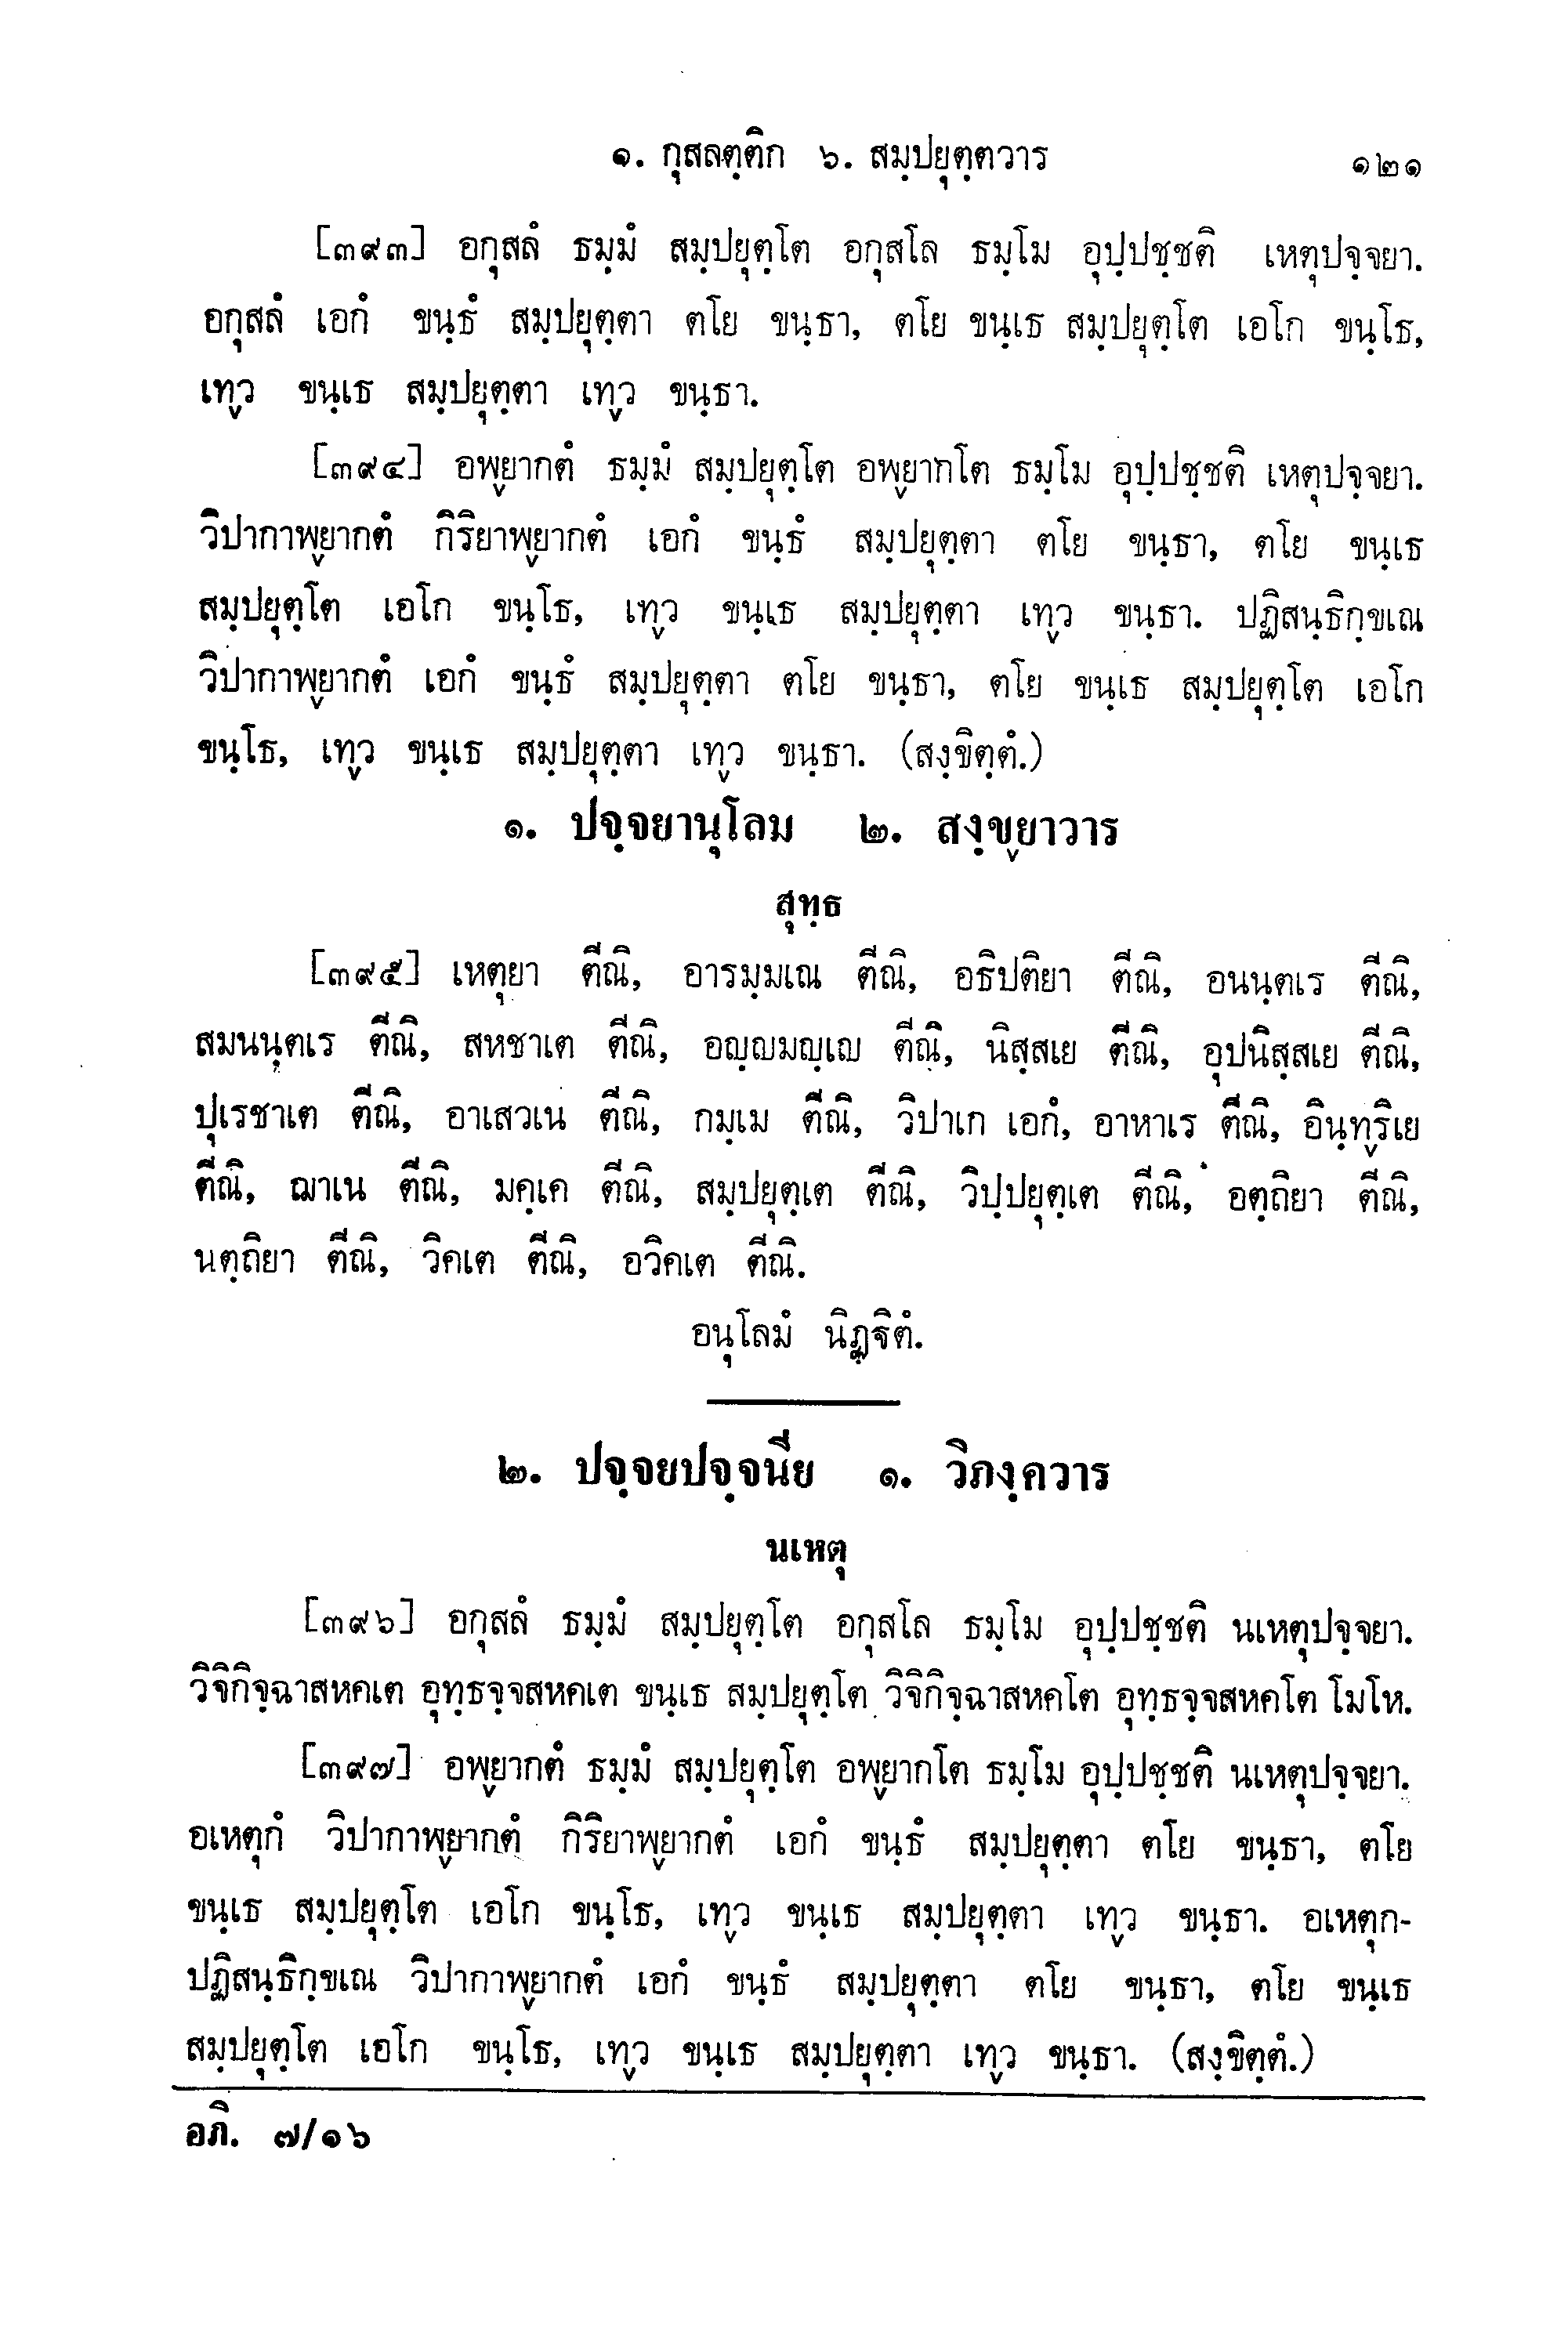 ๑. กุสลตฺติก ๖. สมฺปยุตฺตวาร ๑๒๑
[๓๙๓] อกุสลํ ธมฺมํ สมฺปยุตฺโต อกุสโล ธมฺโม อุปฺปชฺชติ เหตุปจฺจยา.
อกุสลํ เอกํ ขนฺธํ สมฺปยุตฺตา ตโย ขนฺธา, ตโย ขนฺเธ สมฺปยุตฺโต เอโก ขนฺโธ,
เทฺว ขนฺเธ สมฺปยุตฺตา เทฺว ขนฺธา.
[๓๙๔] อพฺยากตํ ธมฺมํ สมฺปยุตฺโต อพฺยากโต ธมฺโม อุปฺปชฺชติ เหตุปจฺจยา.
วิปากาพฺยากตํ กิริยาพฺยากตํ เอกํ ขนฺธํ สมฺปยุตฺตา ตโย ขนฺธา, ตโย ขนฺเธ
สมฺปยุตฺโต เอโก ขนฺโธ, เทฺว ขนฺเธ สมฺปยุตฺตา เทฺว ขนฺธา. ปฏิสนฺธิกฺขเณ
วิปากาพฺยากตํ เอกํ ขนฺธํ สมฺปยุตฺตา ตโย ขนฺธา, ตโย ขนฺเธ สมฺปยุตฺโต เอโก
ขนฺโธ, เทฺว ขนฺเธ สมฺปยุตฺตา เทฺว ขนฺธา. (สงฺขิตฺตํ.)
๑. ปจฺจยานุโลม ๒. สงฺขฺยาวาร
สุทฺธ
[๓๙๕] เหตุยา ตีณิ, อารมฺมเณ ตีณิ, อธิปติยา ตีณิ, อนนฺตเร ตีณิ,
สมนนฺตเร ตีณิ, สหชาเต ตีณิ, อญฺญมญฺเญ ตีณิ, นิสฺสเย ตีณิ, อุปนิสฺสเย ตีณิ,
ปุเรชาเต ตีณิ, อาเสวเน ตีณิ, กมฺเม ตีณิ, วิปาเก เอกํ, อาหาเร ตีณิ, อินฺทฺริเย
ตีณิ, ฌาเน ตีณิ, มคฺเค ตีณิ, สมฺปยุตฺเต ตีณิ, วิปฺปยุตฺเต ตีณิ, อตฺถิยา ตีณิ,
นตฺถิยา ตีณิ, วิคเต ตีณิ, อวิคเต ตีณิ.
อนุโลมํ นิฏฺฐิตํ.
๒. ปจฺจยปจฺจนีย ๑. วิภงฺควาร
นเหตุ
[๓๙๖] อกุสลํ ธมฺมํ สมฺปยุตฺโต อกุสโล ธมฺโม อุปฺปชฺชติ นเหตุปจฺจยา.
วิจิกิจฺฉาสหคเต อุทฺธจฺจสหคเต ขนฺเธ สมฺปยุตฺโต วิจิกิจฺฉาสหคโต อุทฺธจฺจสหคโต โมโห.
[๓๙๗] อพฺยากตํ ธมฺมํ สมฺปยุตฺโต อพฺยากโต ธมฺโม อุปฺปชฺชติ นเหตุปจฺจยา.
อเหตุกํ วิปากาพฺยากตํ กิริยาพฺยากตํ เอกํ ขนฺธํ สมฺปยุตฺตา ตโย ขนฺธา, ตโย
ขนฺเธ สมฺปยุตฺโต เอโก ขนฺโธ, เทฺว ขนฺเธ สมฺปยุตฺตา เทฺว ขนฺธา. อเหตุก-
ปฏิสนฺธิกฺขเณ วิปากาพฺยากตํ เอกํ ขนฺธํ สมฺปยุตฺตา ตโย ขนฺธา, ตโย ขนฺเธ
สมฺปยุตฺโต เอโก ขนฺโธ, เทฺว ขนฺเธ สมฺปยุตฺตา เทฺว ขนฺธา. (สงฺขิตฺตํ.)
อภิ. ๗/๑๖